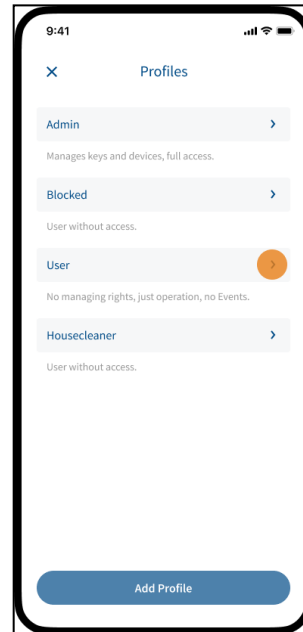 9:41
Profiles
Admin
Manages keys and devices, full access.
Blocked
User without access.
User
No managing rights, just operation, no Events.
Housecleaner
User without access.
Add Profile